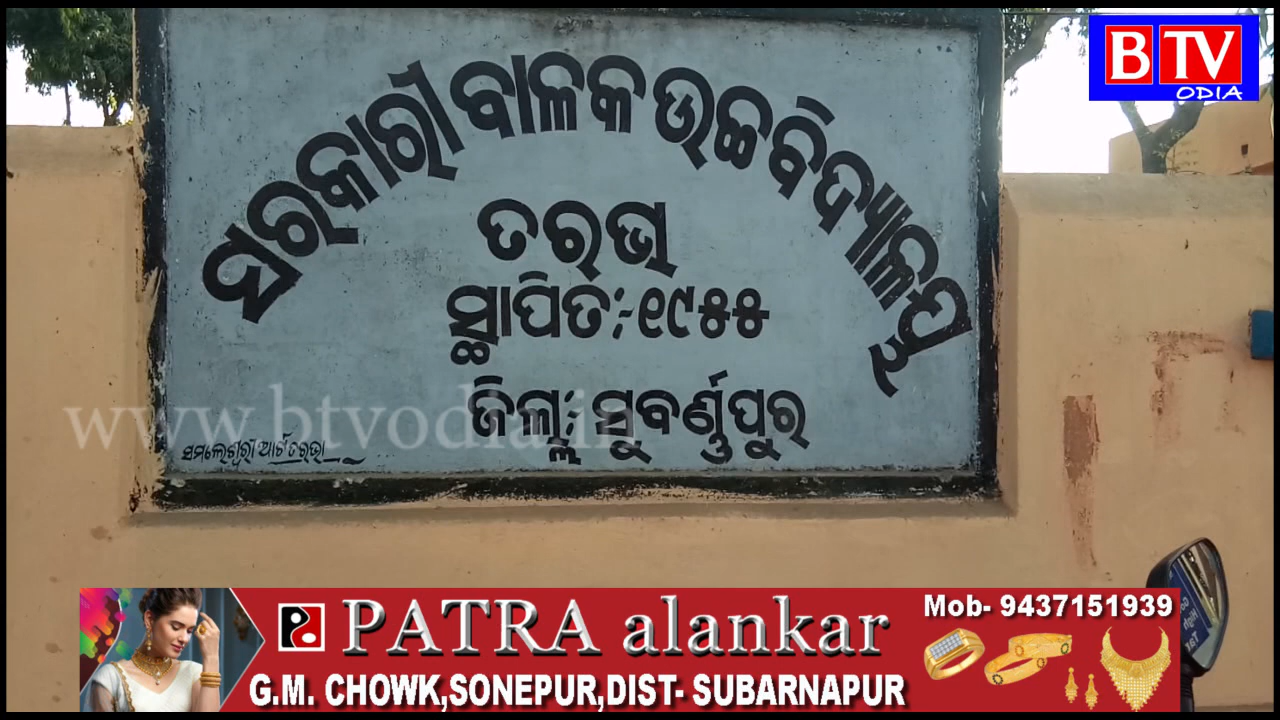 BTV
ODIA
ସରକାରୀ ବାଳକ ଉଚ୍ଚ ବିଦ୍ୟାଳୟ
ତରଭା
ସ୍ଥାପିତ:-୧୯୫୫
ଜିଲ୍ଲା: ସୁବର୍ଣ୍ଣପୁର
www.btvodia.in
ସମଲେଶ୍ୱରୀ ଆର୍ଟ ତରଭା
PATRA alankar
Mob- 9437151939
G.M. CHOWK,SONEPUR,DIST- SUBARNAPUR